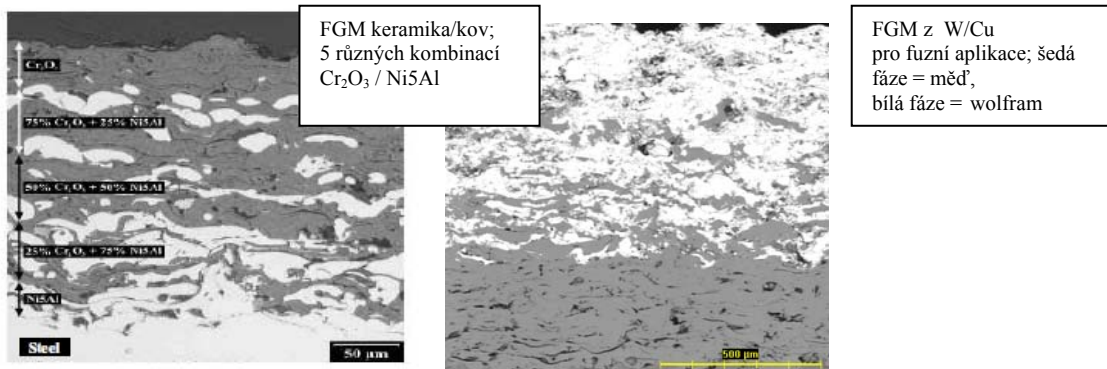 FGM keramika/kov;
5 různých kombinací
Cr₂O₃ / Ni5Al
FGM z W/Cu
pro fuzní aplikace; šedá
fáze = měď,
bílá fáze = wolfram
Cr₂O₃
75% Cr₂O₃ + 25% Ni5Al
50% Cr₂O₃ + 50% Ni5Al
25% Cr₂O₃ + 75% Ni5Al
Ni5Al
Steel
50 µm
500 µm